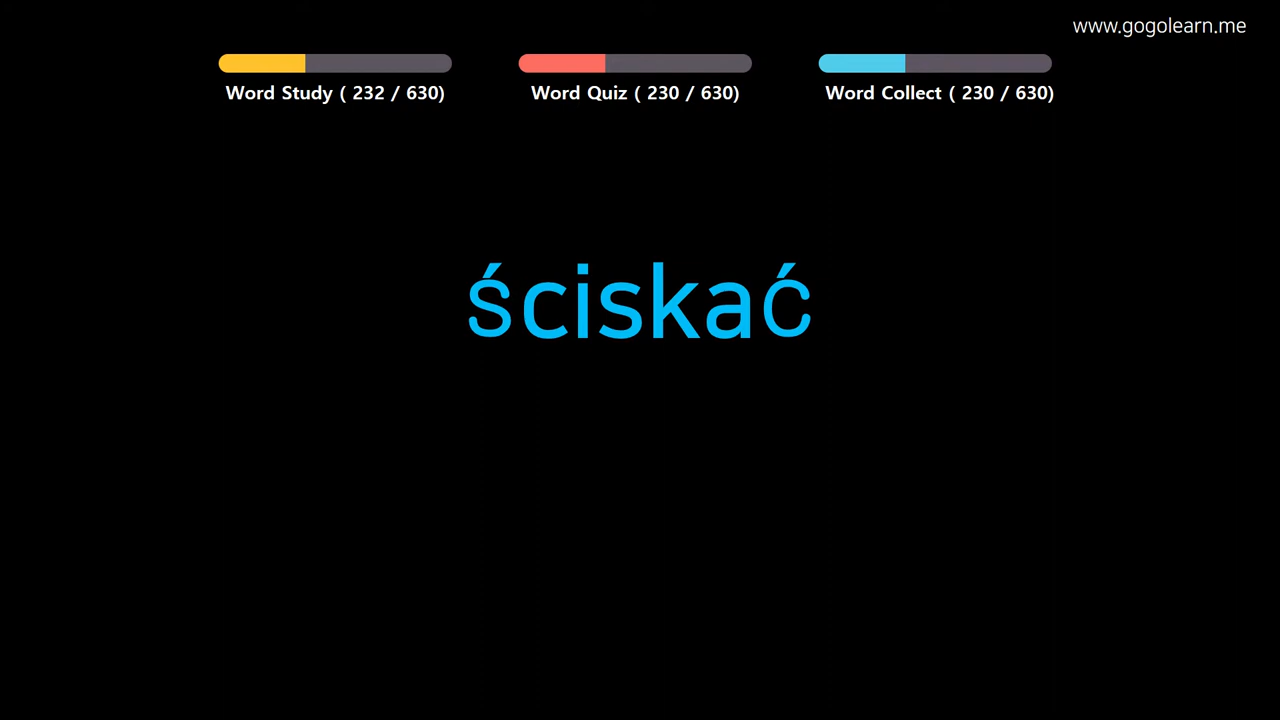 www.gogolearn.me
Word Study ( 232 / 630)
Word Quiz ( 230 / 630)
Word Collect ( 230 / 630)
ściskać